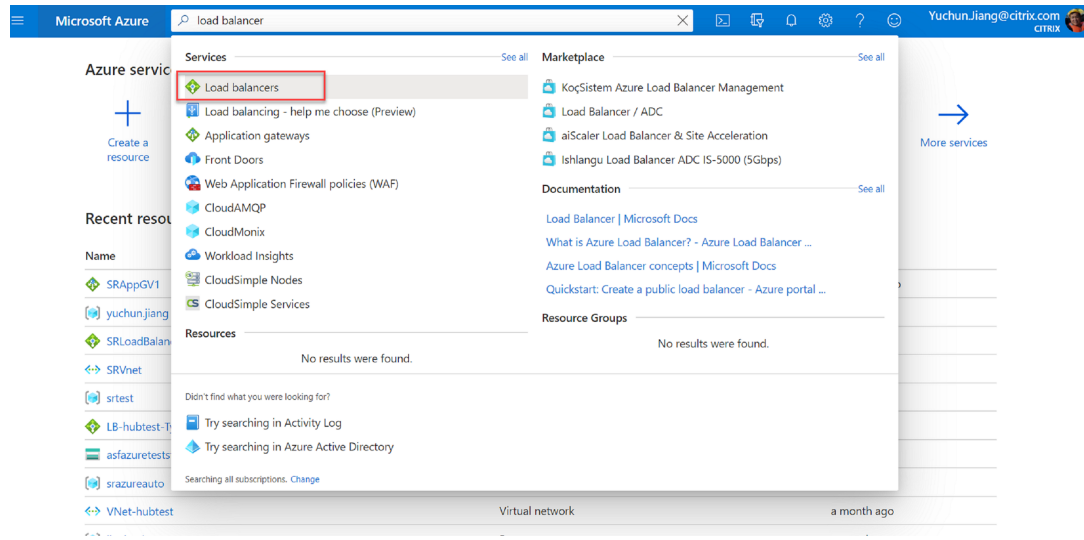 Microsoft Azure
load balancer
Yuchun.Jiang@citrix.com
CITRIX
Azure servic
Create a
resource
More services
Services
See all
Load balancers
Load balancing - help me choose (Preview)
Application gateways
Front Doors
Web Application Firewall policies (WAF)
CloudAMQP
CloudMonix
Workload Insights
CloudSimple Nodes
CloudSimple Services
Resources
No results were found.
Marketplace
See all
KoçSistem Azure Load Balancer Management
Load Balancer / ADC
aiScaler Load Balancer & Site Acceleration
Ishlangu Load Balancer ADC IS-5000 (5Gbps)
Documentation
See all
Load Balancer | Microsoft Docs
What is Azure Load Balancer? - Azure Load Balancer ...
Azure Load Balancer concepts | Microsoft Docs
Quickstart: Create a public load balancer - Azure portal ...
Resource Groups
No results were found.
Didn't find what you were looking for?
Try searching in Activity Log
Try searching in Azure Active Directory
Searching all subscriptions. Change
Recent resou
Name
SRAppGV1
yuchun.jiang
SRLoadBalan
SRVnet
srtest
LB-hubtest-T
asfazuretests
srazureauto
VNet-hubtest
Virtual network
a month ago